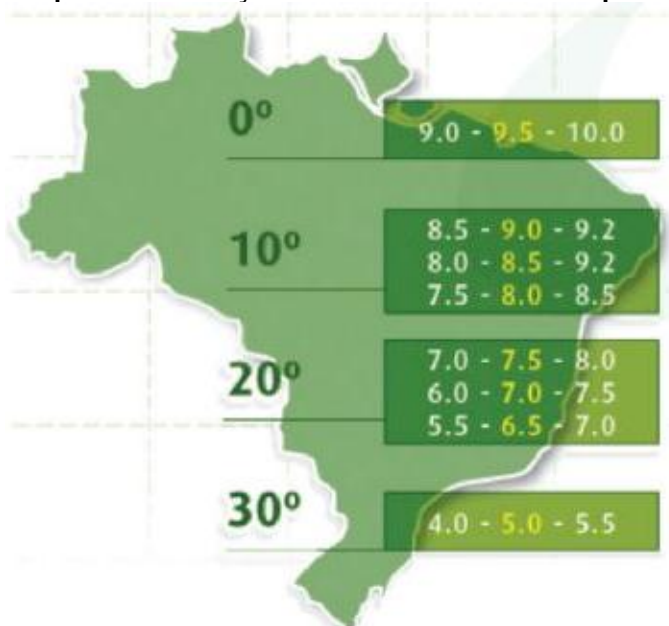 0º
9.0 - 9.5 - 10.0
10º
8.5 - 9.0 - 9.2
8.0 - 8.5 - 9.2
7.5 - 8.0 - 8.5
20º
7.0 - 7.5 - 8.0
6.0 - 7.0 - 7.5
5.5 - 6.5 - 7.0
30º
4.0 - 5.0 - 5.5